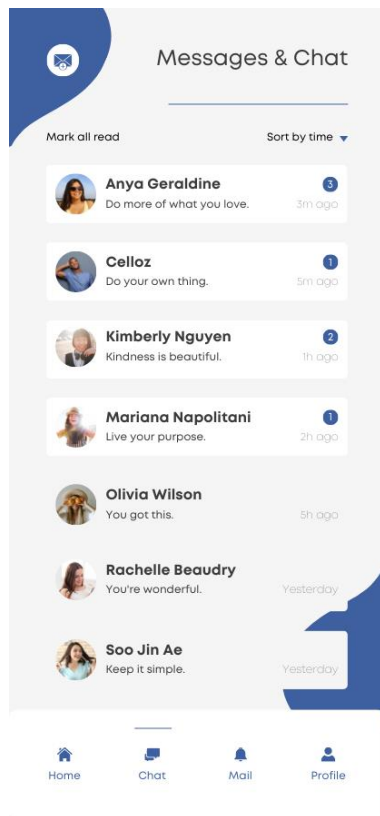 Messages & Chat
Mark all read
Sort by time
Anya Geraldine
3
Do more of what you love.
3m ago
Celloz
1
Do your own thing.
5m ago
Kimberly Nguyen
2
Kindness is beautiful.
1h ago
Mariana Napolitani
1
Live your purpose.
2h ago
Olivia Wilson
You got this.
5h ago
Rachelle Beaudry
You're wonderful.
Yesterday
Soo Jin Ae
Keep it simple.
Yesterday
Home
Chat
Mail
Profile